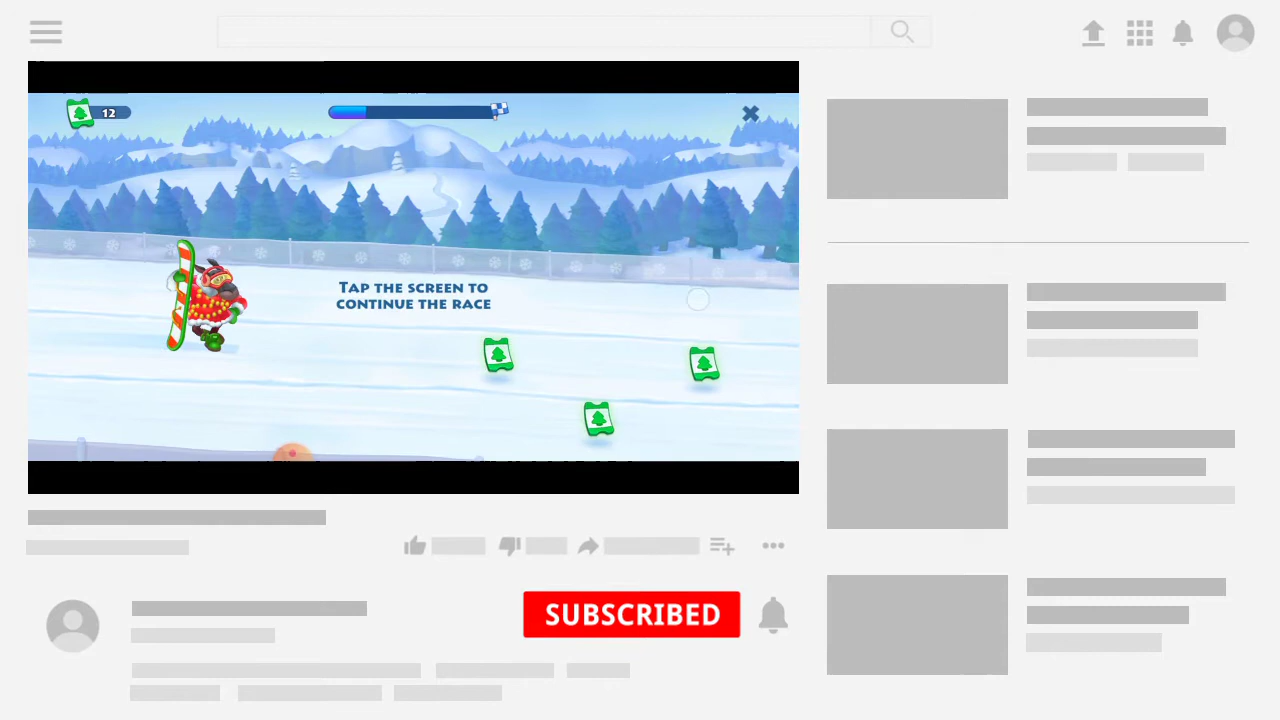 12
TAP THE SCREEN TO
CONTINUE THE RACE
SUBSCRIBED